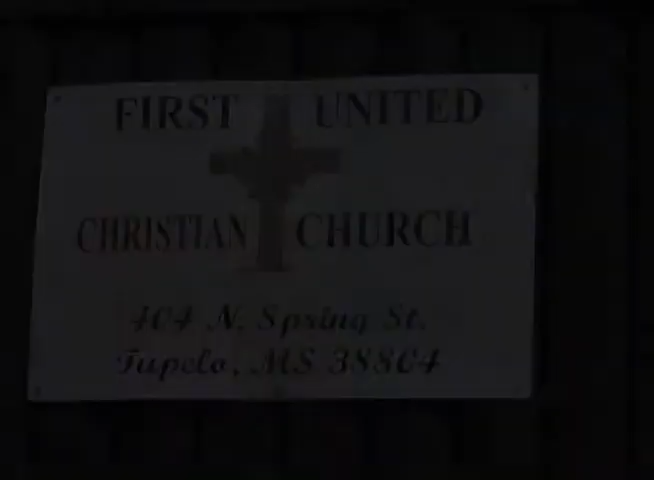 FIRST UNITED
CHRISTIAN CHURCH
404 N. Spring St.
Tupelo, MS 38804